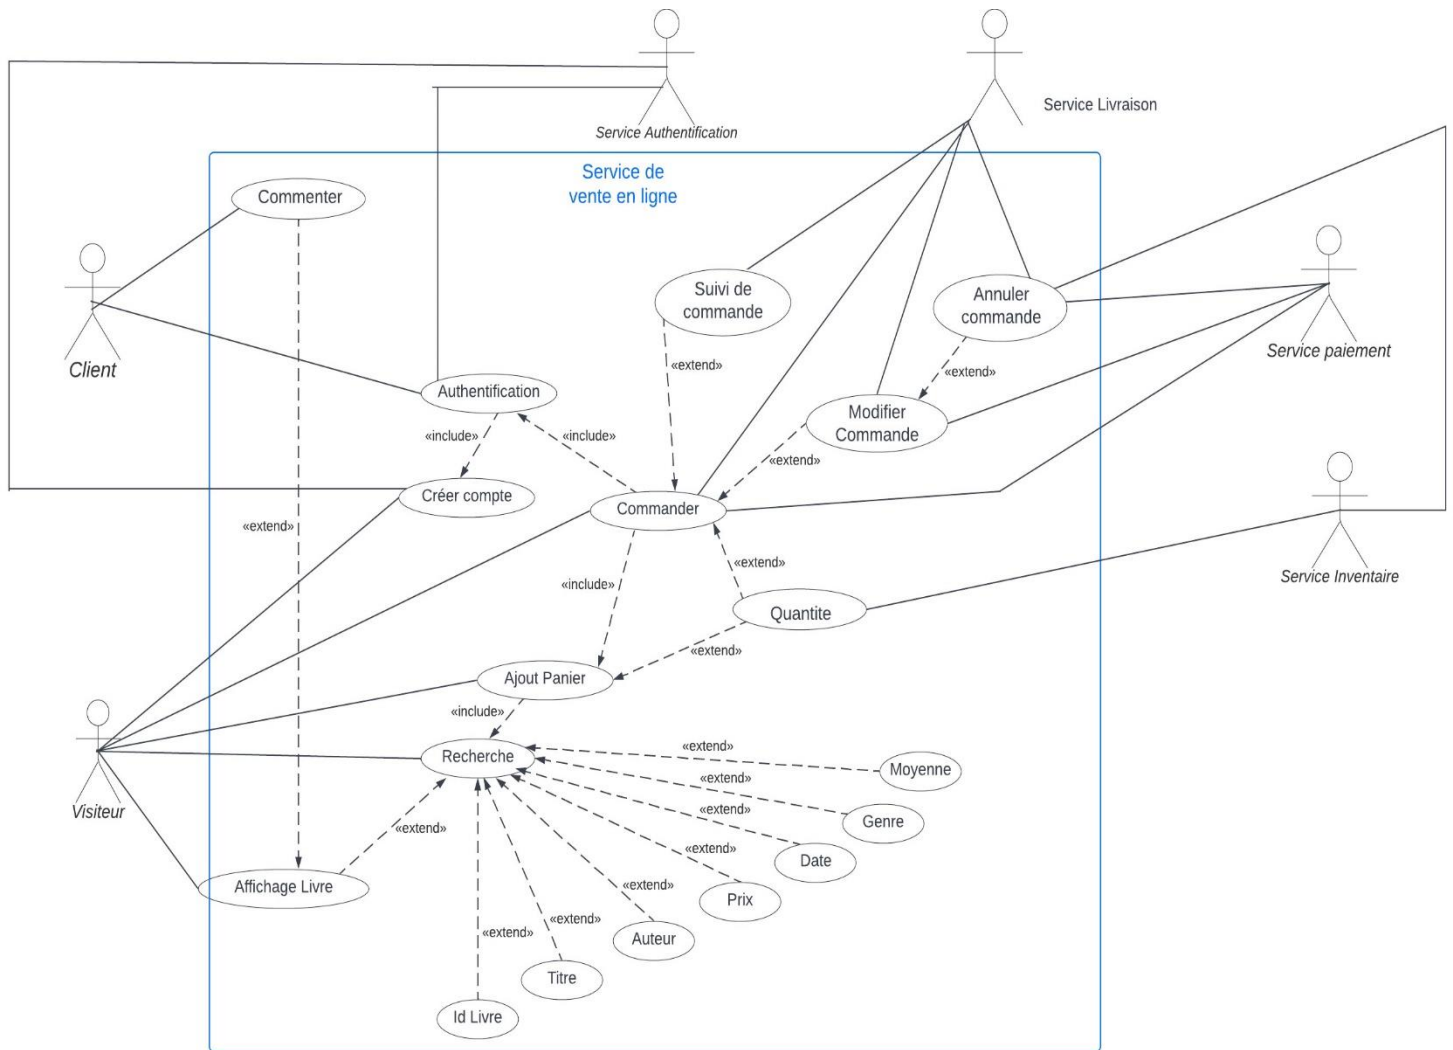 Service Livraison
Service Authentification
Service de
vente en ligne
Commenter
Client
Suivi de
commande
Annuler
commande
Service paiement
«extend»
«extend»
Authentification
Modifier
Commande
«include»
«include»
«extend»
Créer compte
Commander
«extend»
«extend»
Service Inventaire
«include»
Quantite
«extend»
Ajout Panier
«include»
Recherche
«extend»
Moyenne
«extend»
Visiteur
«extend»
Genre
«extend»
«extend»
Date
Affichage Livre
«extend»
Prix
«extend»
«extend»
Auteur
Titre
Id Livre